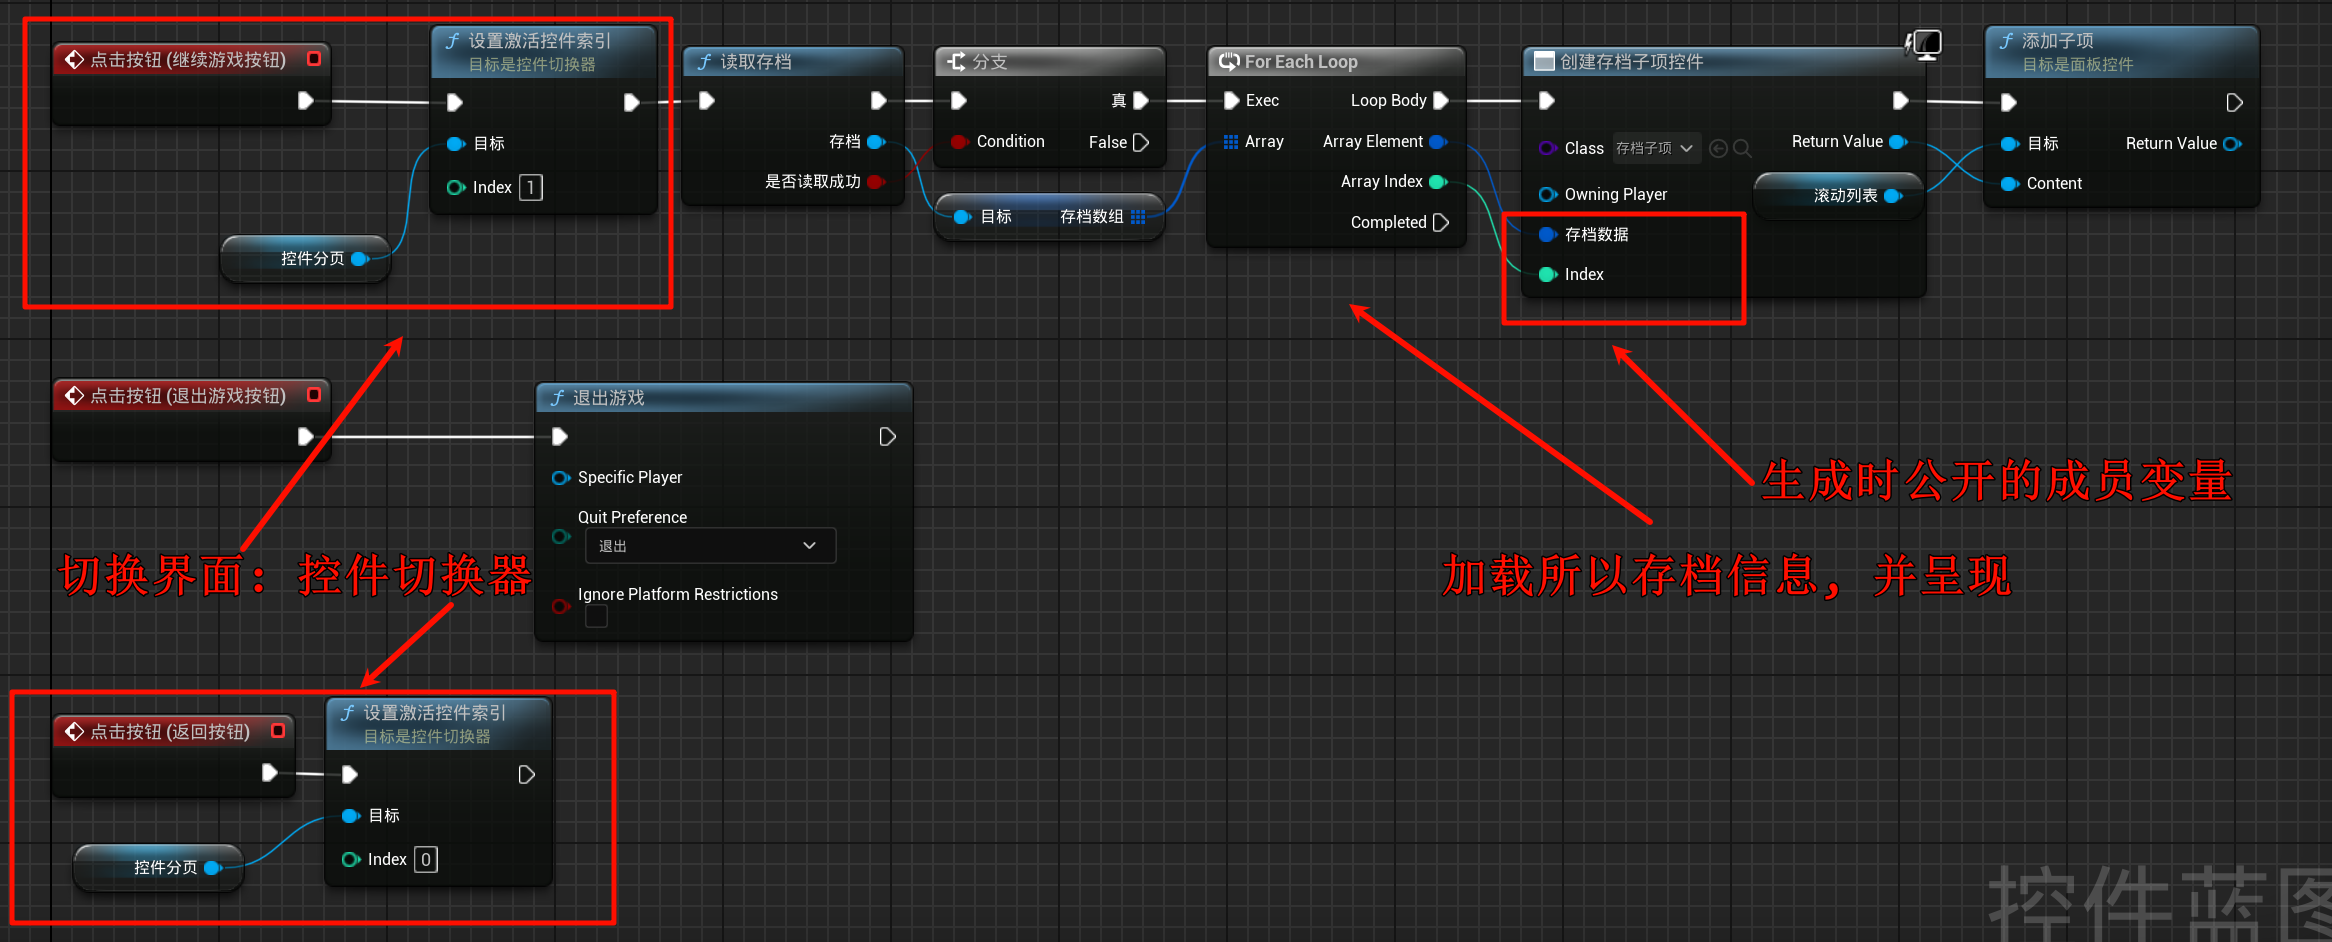 点击按钮 (继续游戏按钮)
设置激活控件索引
目标是控件切换器
目标
Index 1
控件分页
读取存档
存档
是否读取成功
分支
真
Condition
False
目标 存档数组
For Each Loop
Exec
Loop Body
Array
Array Element
Array Index
Completed
创建存档子项控件
Class 存档子项
Return Value
Owning Player
存档数据
Index
滚动列表
添加子项
目标是面板控件
目标
Return Value
Content
点击按钮 (退出游戏按钮)
退出游戏
Specific Player
Quit Preference
退出
Ignore Platform Restrictions
生成时公开的成员变量
切换界面：控件切换器
加载所以存档信息，并呈现
点击按钮 (返回按钮)
设置激活控件索引
目标是控件切换器
目标
Index 0
控件分页
控件蓝图